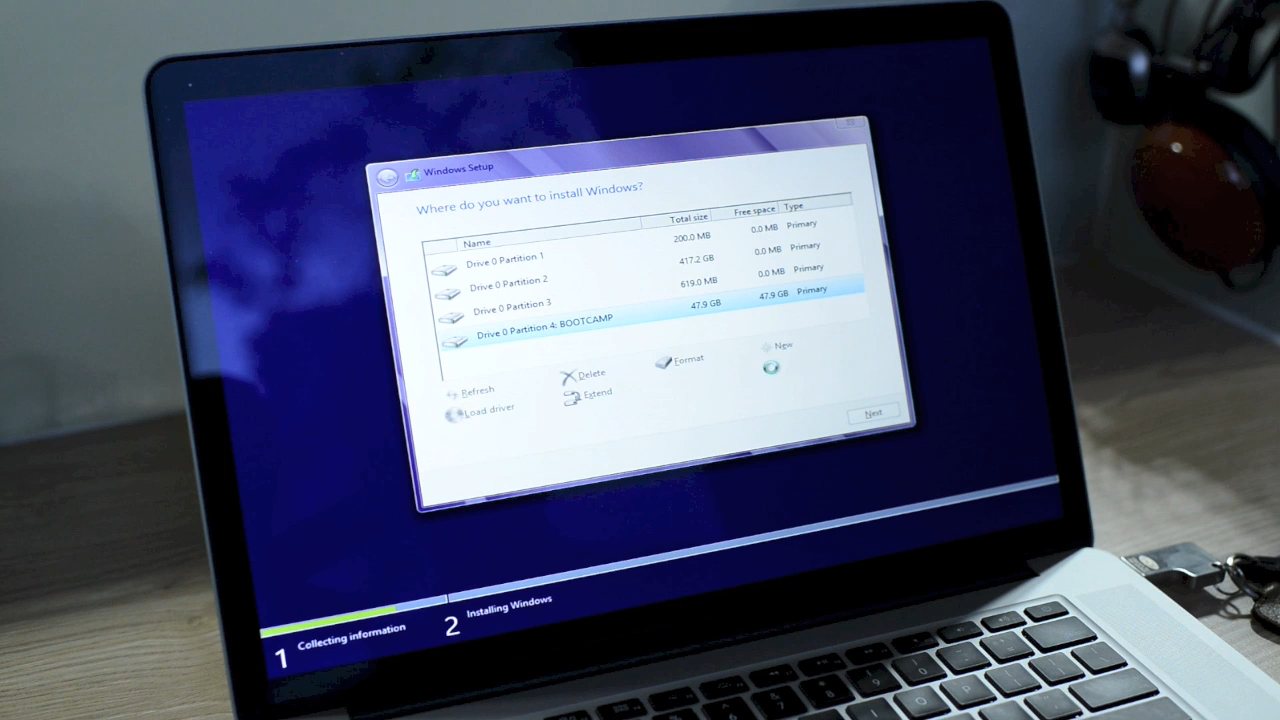 Windows Setup
Where do you want to install Windows?
Name Total size Free space Type
Drive 0 Partition 1 200.0 MB 0.0 MB Primary
Drive 0 Partition 2 417.2 GB 0.0 MB Primary
Drive 0 Partition 3 619.0 MB 0.0 MB Primary
Drive 0 Partition 4: BOOTCAMP 47.9 GB 47.9 GB Primary
Refresh Delete Format New
Load driver Extend
Next
1 Collecting information 2 Installing Windows